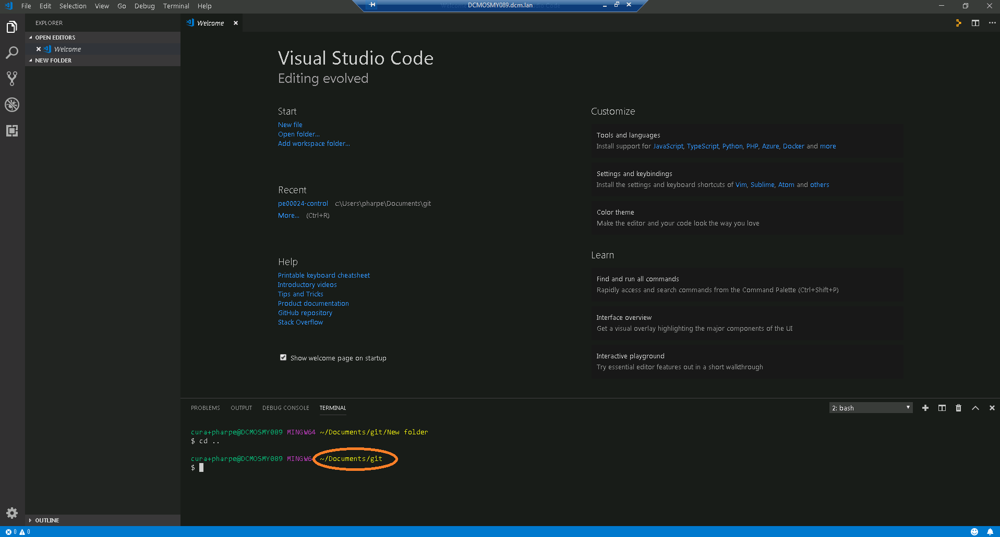 File Edit Selection View Go Debug Terminal Help
DCMOSMY089.dcm.lan
EXPLORER
OPEN EDITORS
Welcome
NEW FOLDER
OUTLINE
Welcome
Visual Studio Code
Editing evolved
Start
New file
Open folder...
Add workspace folder...
Recent
pe00024-control c:\Users\pharpe\Documents\git
More... (Ctrl+R)
Help
Printable keyboard cheatsheet
Introductory videos
Tips and Tricks
Product documentation
GitHub repository
Stack Overflow
Show welcome page on startup
Customize
Tools and languages
Install support for JavaScript, TypeScript, Python, PHP, Azure, Docker and more
Settings and keybindings
Install the settings and keyboard shortcuts of Vim, Sublime, Atom and others
Color theme
Make the editor and your code look the way you love
Learn
Find and run all commands
Rapidly access and search commands from the Command Palette (Ctrl+Shift+P)
Interface overview
Get a visual overlay highlighting the major components of the UI
Interactive playground
Try essential editor features out in a short walkthrough
PROBLEMS OUTPUT DEBUG CONSOLE TERMINAL
2: bash
cura+pharpe@DCMOSMY089 MINGW64 ~/Documents/git/New folder
$ cd ..
cura+pharpe@DCMOSMY089 MINGW64 ~/Documents/git
$
0 0